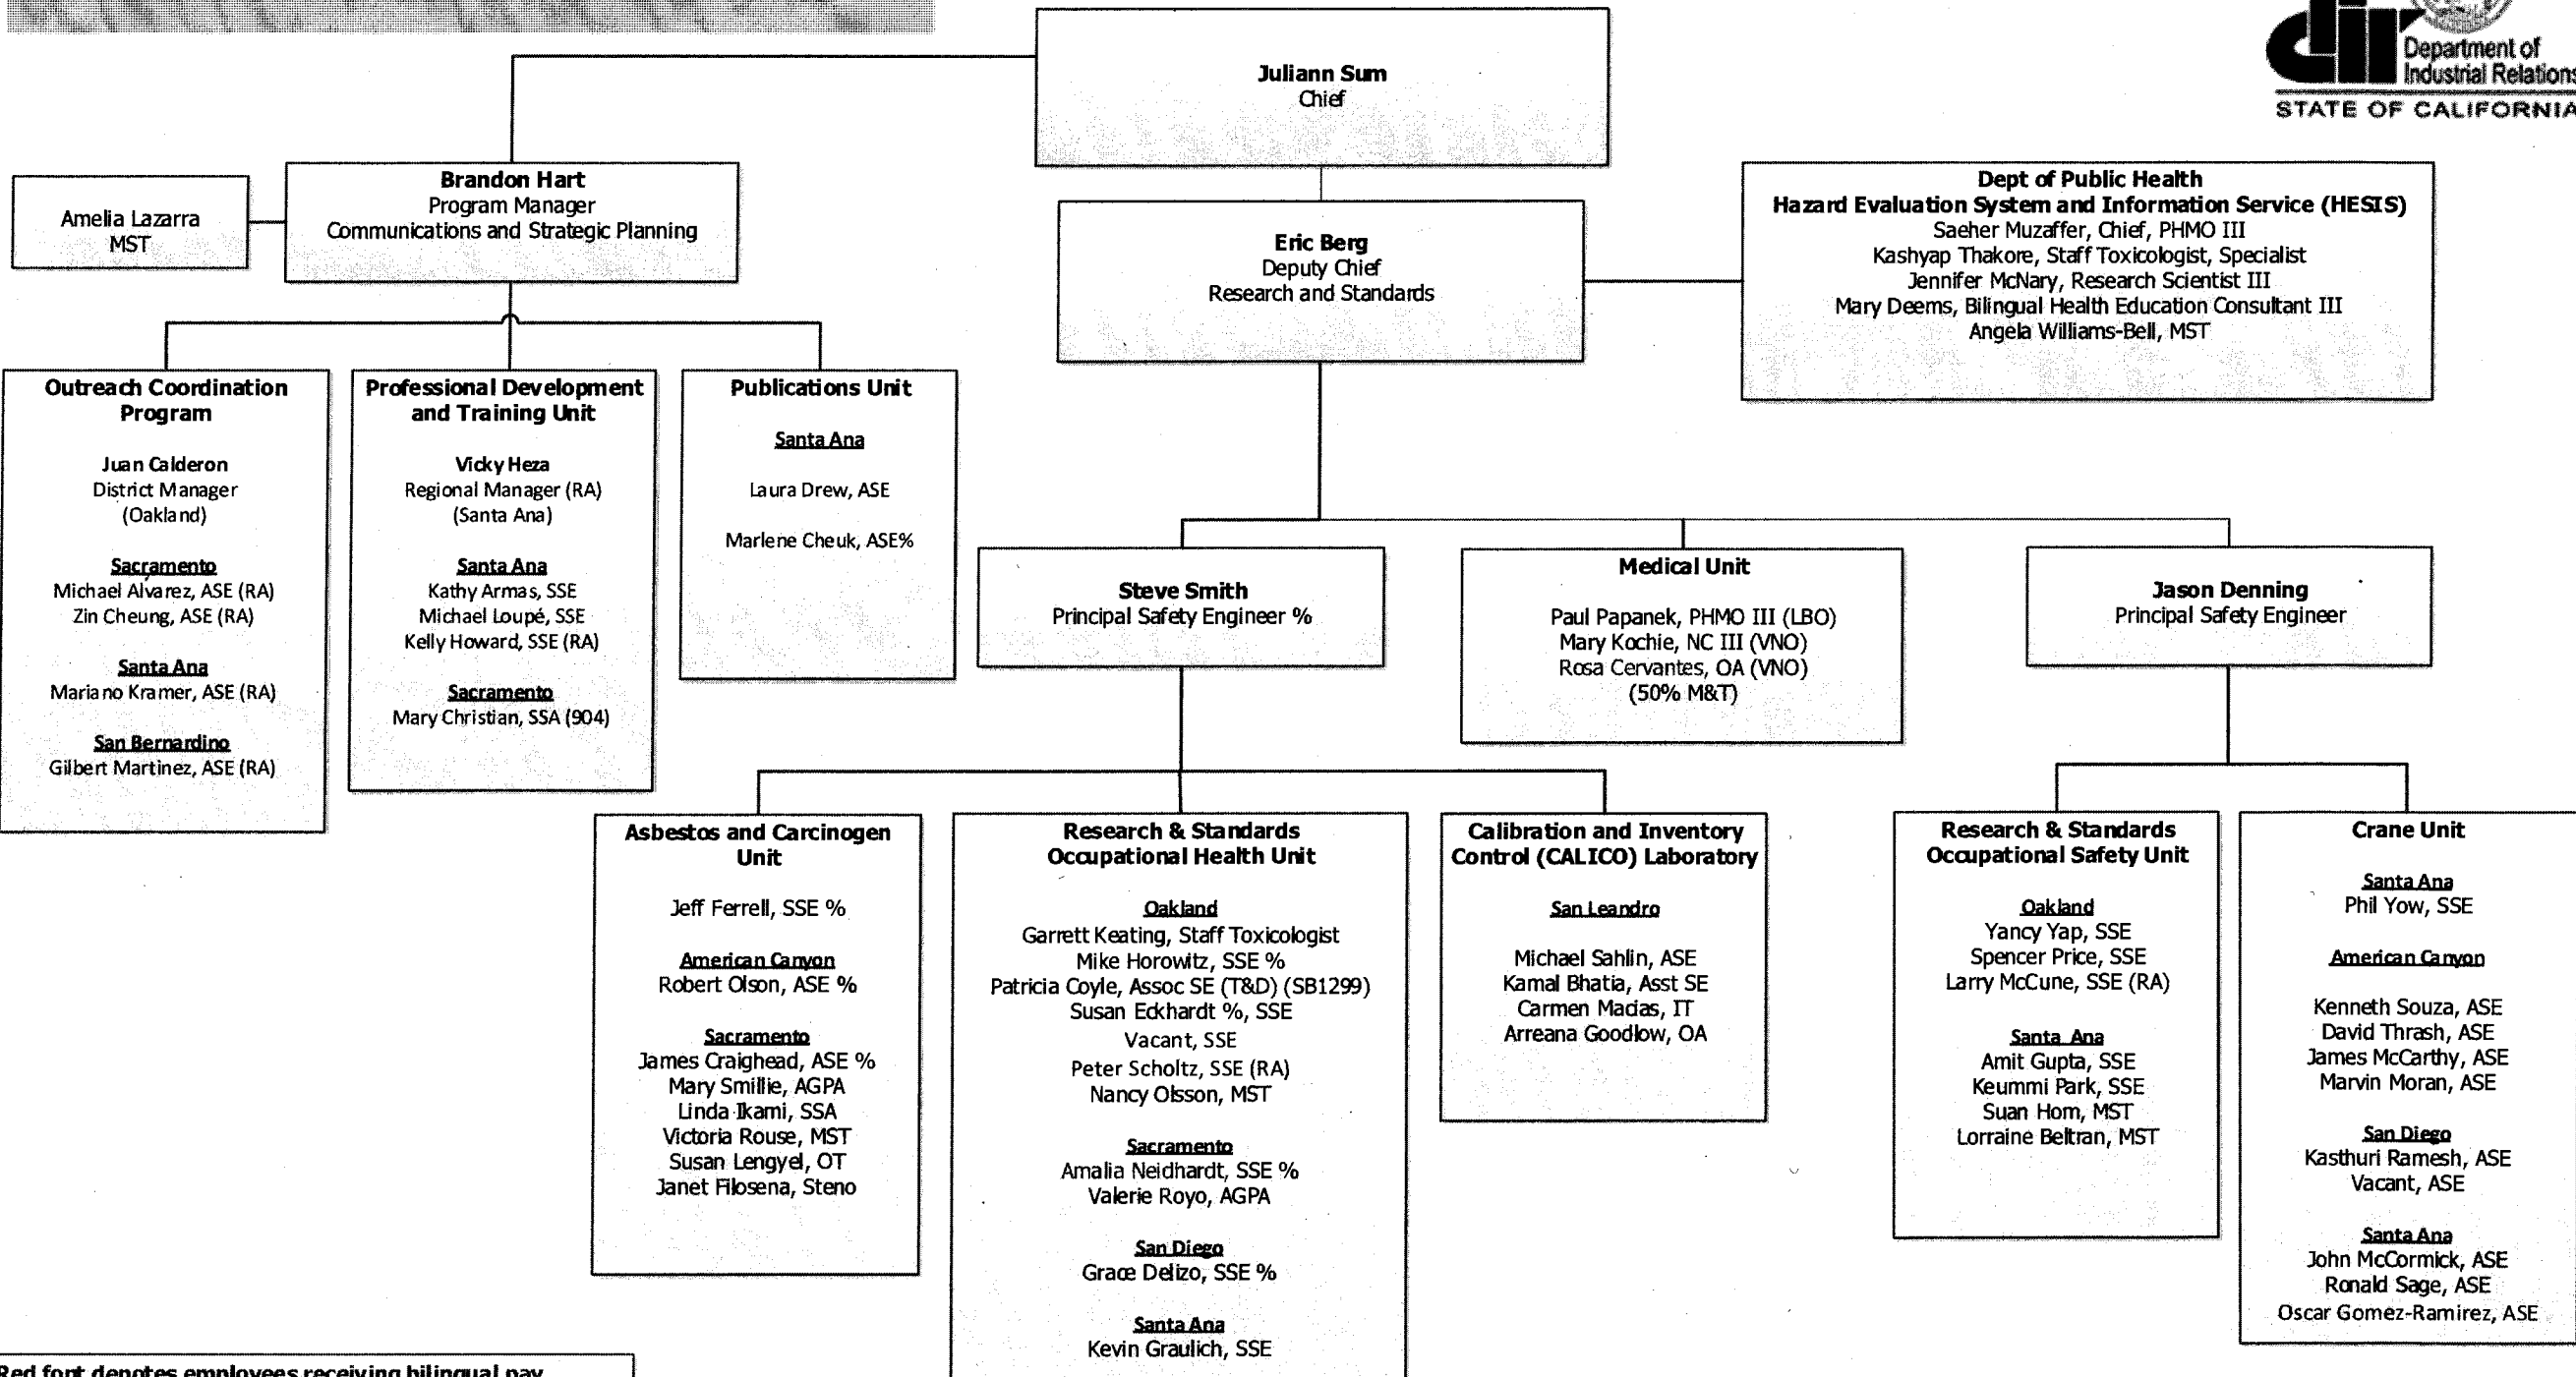 Department of
Industrial Relations
STATE OF CALIFORNIA
Juliann Sum
Chief
Brandon Hart
Program Manager
Communications and Strategic Planning
Amelia Lazarra
MST
Eric Berg
Deputy Chief
Research and Standards
Dept of Public Health
Hazard Evaluation System and Information Service (HESIS)
Saeher Muzaffer, Chief, PHMO III
Kashyap Thakore, Staff Toxicologist, Specialist
Jennifer McNary, Research Scientist III
Mary Deems, Bilingual Health Education Consultant III
Angela Williams-Bell, MST
Outreach Coordination
Program
Juan Calderon
District Manager
(Oakland)
Sacramento
Michael Alvarez, ASE (RA)
Zin Cheung, ASE (RA)
Santa Ana
Mariano Kramer, ASE (RA)
San Bernardino
Gilbert Martinez, ASE (RA)
Professional Development
and Training Unit
Vicky Heza
Regional Manager (RA)
(Santa Ana)
Santa Ana
Kathy Armas, SSE
Michael Loupé, SSE
Kelly Howard, SSE (RA)
Sacramento
Mary Christian, SSA (904)
Publications Unit
Santa Ana
Laura Drew, ASE
Marlene Cheuk, ASE%
Steve Smith
Principal Safety Engineer %
Medical Unit
Paul Papanek, PHMO III (LBO)
Mary Kochie, NC III (VNO)
Rosa Cervantes, OA (VNO)
(50% M&T)
Jason Denning
Principal Safety Engineer
Asbestos and Carcinogen
Unit
Jeff Ferrell, SSE %
American Canyon
Robert Olson, ASE %
Sacramento
James Craighead, ASE %
Mary Smillie, AGPA
Linda Ikami, SSA
Victoria Rouse, MST
Susan Lengyel, OT
Janet Filosena, Steno
Research & Standards
Occupational Health Unit
Oakland
Garrett Keating, Staff Toxicologist
Mike Horowitz, SSE %
Patricia Coyle, Assoc SE (T&D) (SB1299)
Susan Eckhardt %, SSE
Vacant, SSE
Peter Scholtz, SSE (RA)
Nancy Olsson, MST
Sacramento
Amalia Neidhardt, SSE %
Valerie Royo, AGPA
San Diego
Grace Delizo, SSE %
Santa Ana
Kevin Graulich, SSE
Calibration and Inventory
Control (CALICO) Laboratory
San Leandro
Michael Sahlin, ASE
Kamal Bhatia, Asst SE
Carmen Macias, IT
Arreana Goodlow, OA
Research & Standards
Occupational Safety Unit
Oakland
Yancy Yap, SSE
Spencer Price, SSE
Larry McCune, SSE (RA)
Santa Ana
Amit Gupta, SSE
Keummi Park, SSE
Suan Hom, MST
Lorraine Beltran, MST
Crane Unit
Santa Ana
Phil Yow, SSE
American Canyon
Kenneth Souza, ASE
David Thrash, ASE
James McCarthy, ASE
Marvin Moran, ASE
San Diego
Kasthuri Ramesh, ASE
Vacant, ASE
Santa Ana
John McCormick, ASE
Ronald Sage, ASE
Oscar Gomez-Ramirez, ASE
Red font denotes employees receiving bilingual pay